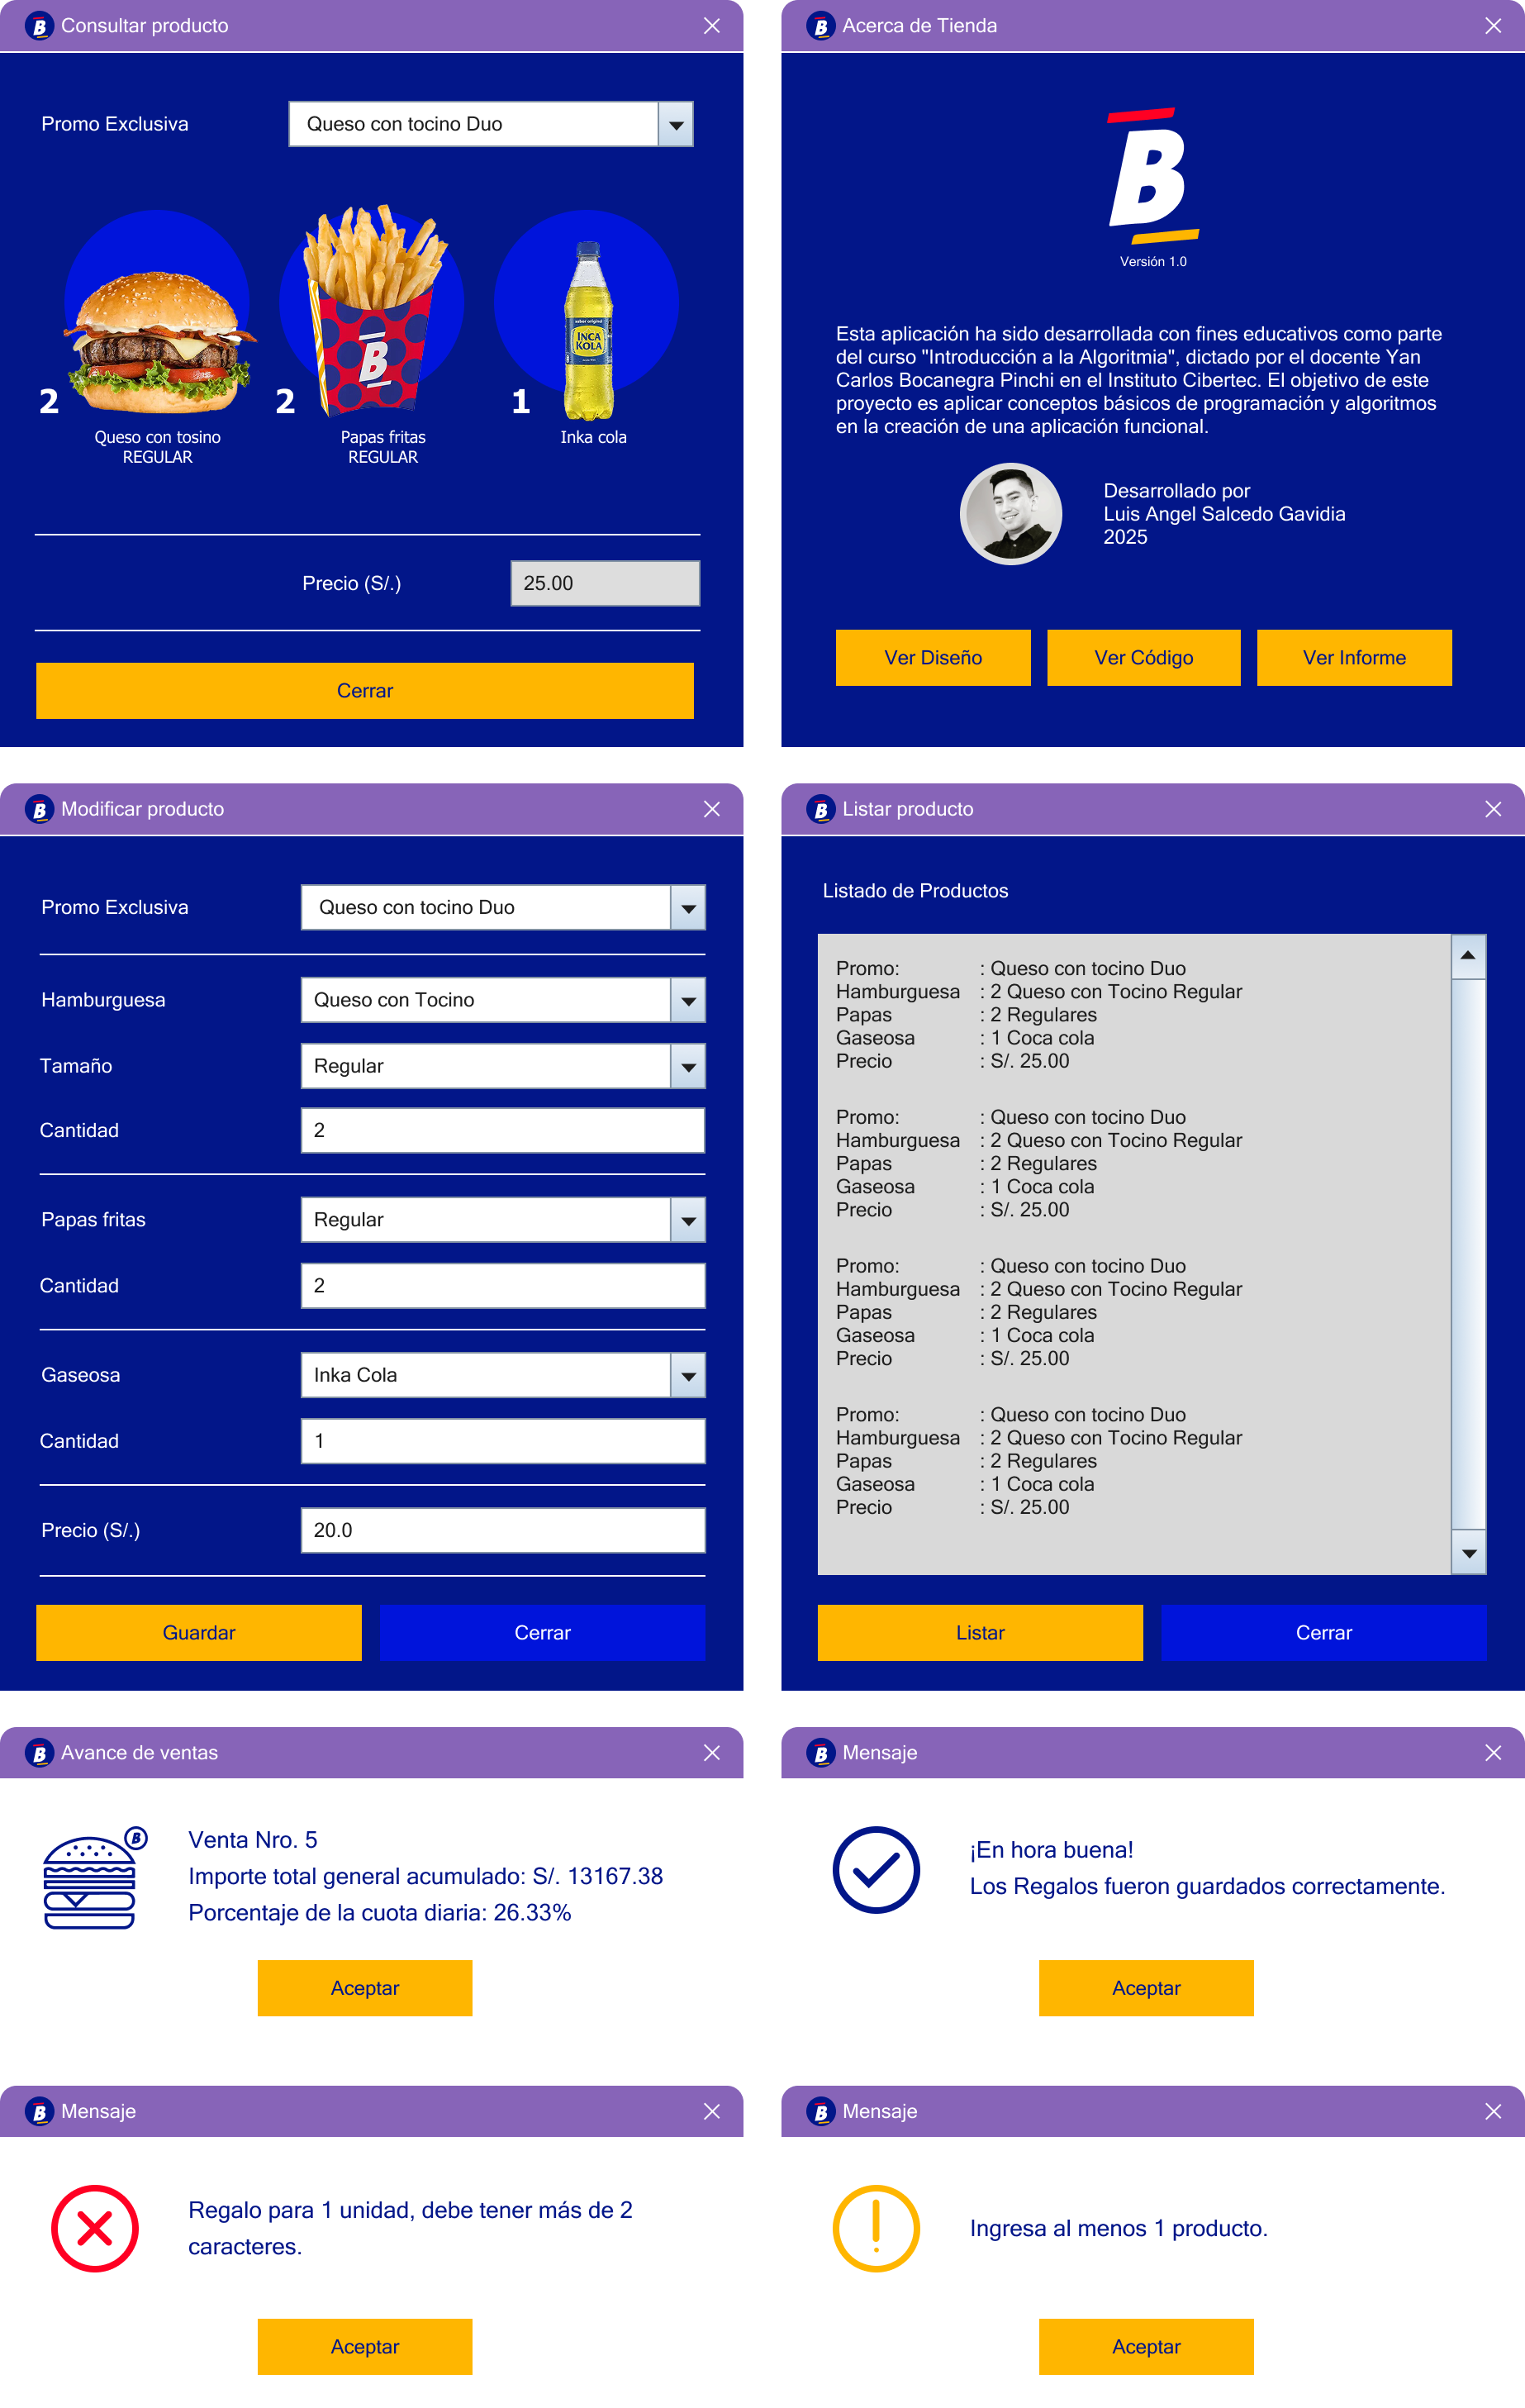 B Consultar producto
Promo Exclusiva
Queso con tocino Duo
B
INCA
KOLA
2
2
1
Queso con tosino
REGULAR
Papas fritas
REGULAR
Inka cola
Precio (S/.)
25.00
Cerrar
B Acerca de Tienda
B
Versión 1.0
Esta aplicación ha sido desarrollada con fines educativos como parte
del curso "Introducción a la Algoritmia", dictado por el docente Yan
Carlos Bocanegra Pinchi en el Instituto Cibertec. El objetivo de este
proyecto es aplicar conceptos básicos de programación y algoritmos
en la creación de una aplicación funcional.
Desarrollado por
Luis Angel Salcedo Gavidia
2025
Ver Diseño
Ver Código
Ver Informe
B Modificar producto
Promo Exclusiva
Queso con tocino Duo
Hamburguesa
Queso con Tocino
Tamaño
Regular
Cantidad
2
Papas fritas
Regular
Cantidad
2
Gaseosa
Inka Cola
Cantidad
1
Precio (S/.)
20.0
Guardar
Cerrar
B Listar producto
Listado de Productos
Promo: : Queso con tocino Duo
Hamburguesa : 2 Queso con Tocino Regular
Papas : 2 Regulares
Gaseosa : 1 Coca cola
Precio : S/. 25.00
Promo: : Queso con tocino Duo
Hamburguesa : 2 Queso con Tocino Regular
Papas : 2 Regulares
Gaseosa : 1 Coca cola
Precio : S/. 25.00
Promo: : Queso con tocino Duo
Hamburguesa : 2 Queso con Tocino Regular
Papas : 2 Regulares
Gaseosa : 1 Coca cola
Precio : S/. 25.00
Promo: : Queso con tocino Duo
Hamburguesa : 2 Queso con Tocino Regular
Papas : 2 Regulares
Gaseosa : 1 Coca cola
Precio : S/. 25.00
Listar
Cerrar
B Avance de ventas
B
Venta Nro. 5
Importe total general acumulado: S/. 13167.38
Porcentaje de la cuota diaria: 26.33%
Aceptar
B Mensaje
¡En hora buena!
Los Regalos fueron guardados correctamente.
Aceptar
B Mensaje
Regalo para 1 unidad, debe tener más de 2
caracteres.
Aceptar
B Mensaje
Ingresa al menos 1 producto.
Aceptar